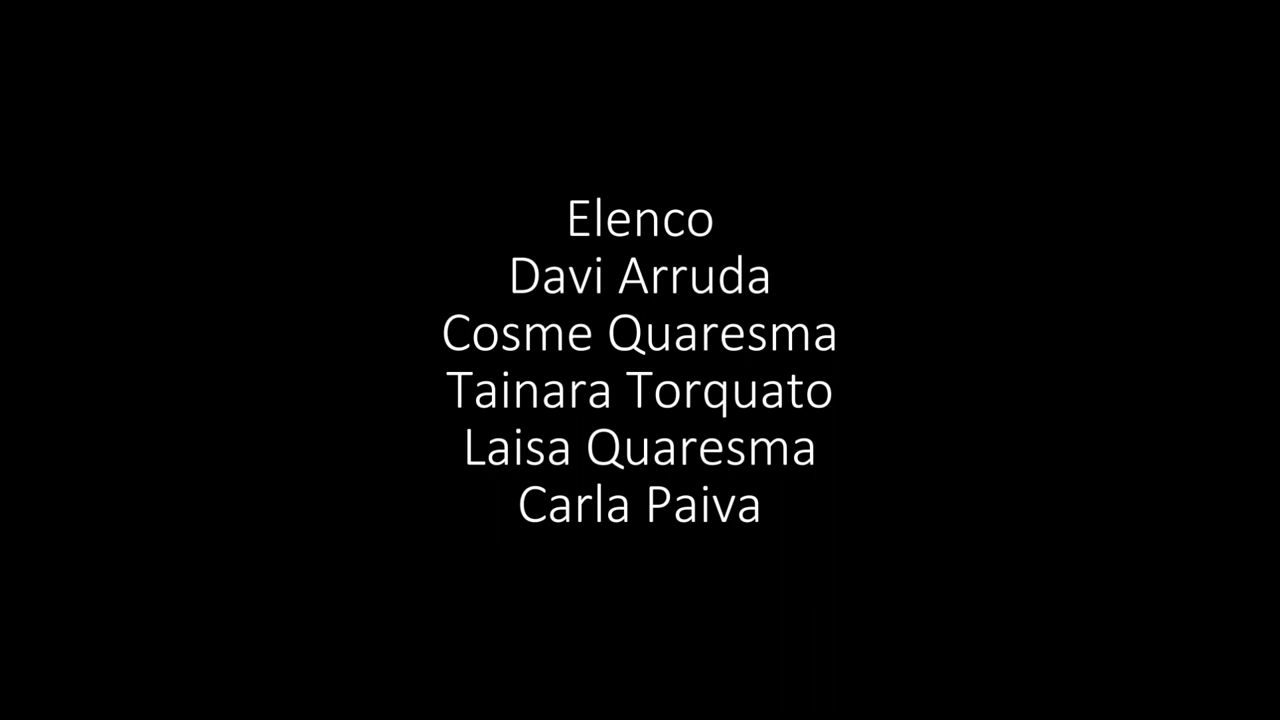 Elenco
Davi Arruda
Cosme Quaresma
Tainara Torquato
Laisa Quaresma
Carla Paiva